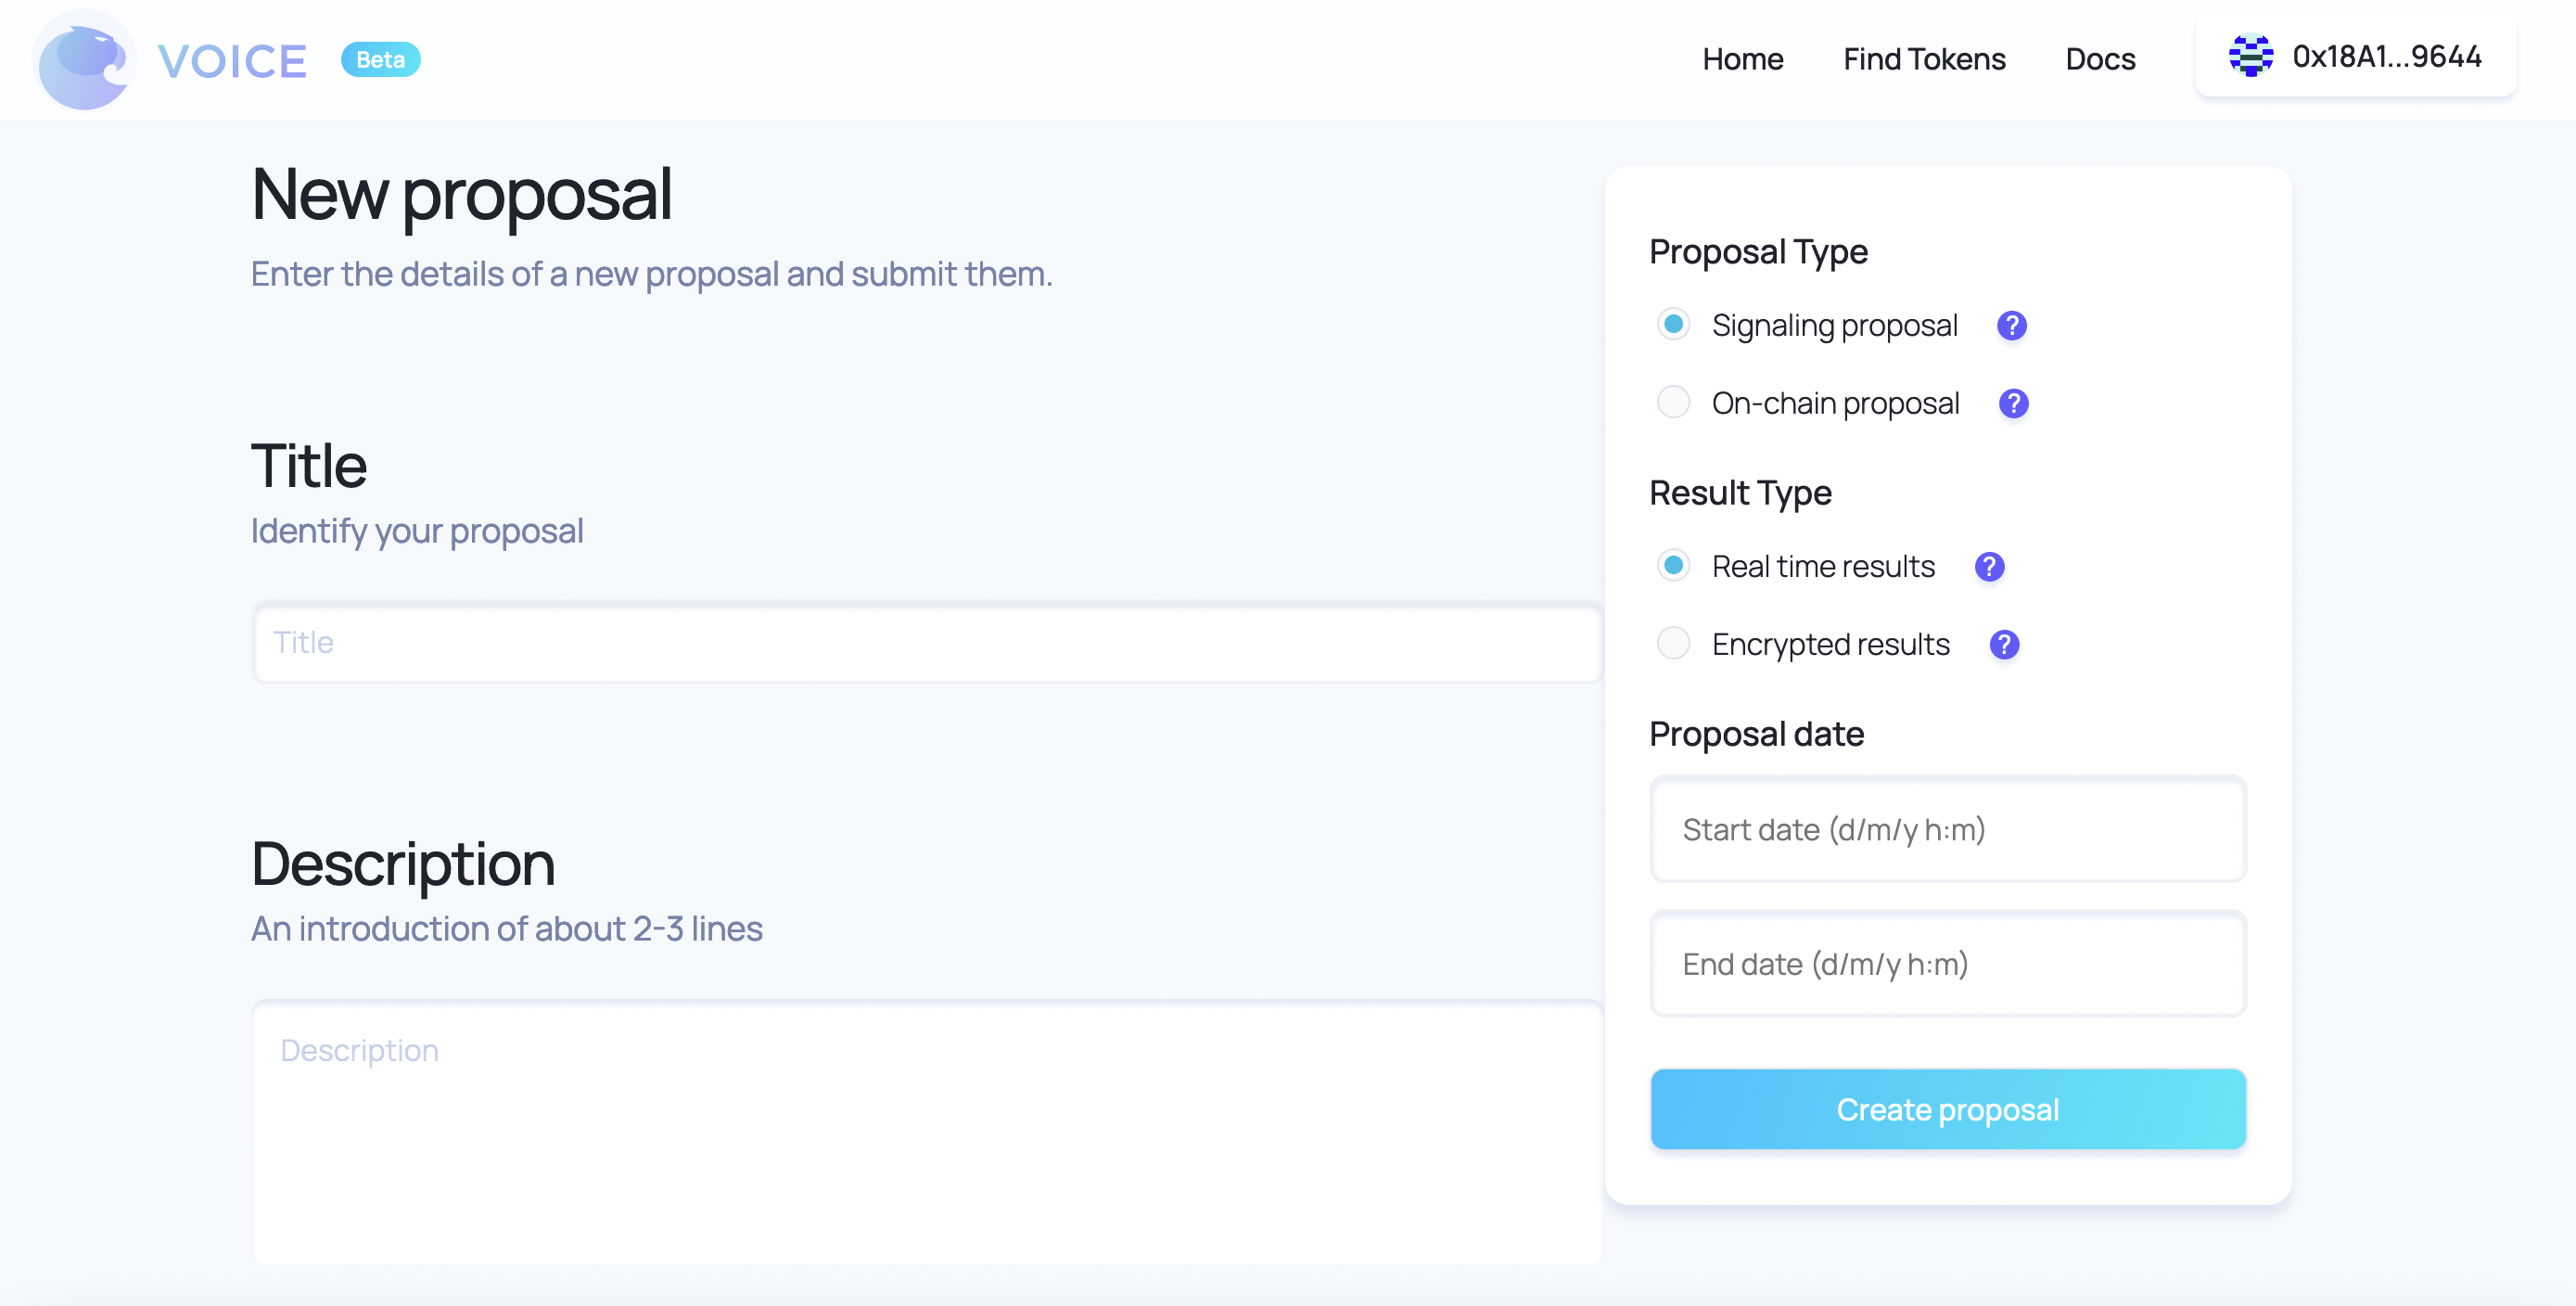 VOICE Beta
Home Find Tokens Docs 0x18A1...9644
New proposal
Enter the details of a new proposal and submit them.
Title
Identify your proposal
Title
Description
An introduction of about 2-3 lines
Description
Proposal Type
Signaling proposal ?
On-chain proposal ?
Result Type
Real time results ?
Encrypted results ?
Proposal date
Start date (d/m/y h:m)
End date (d/m/y h:m)
Create proposal